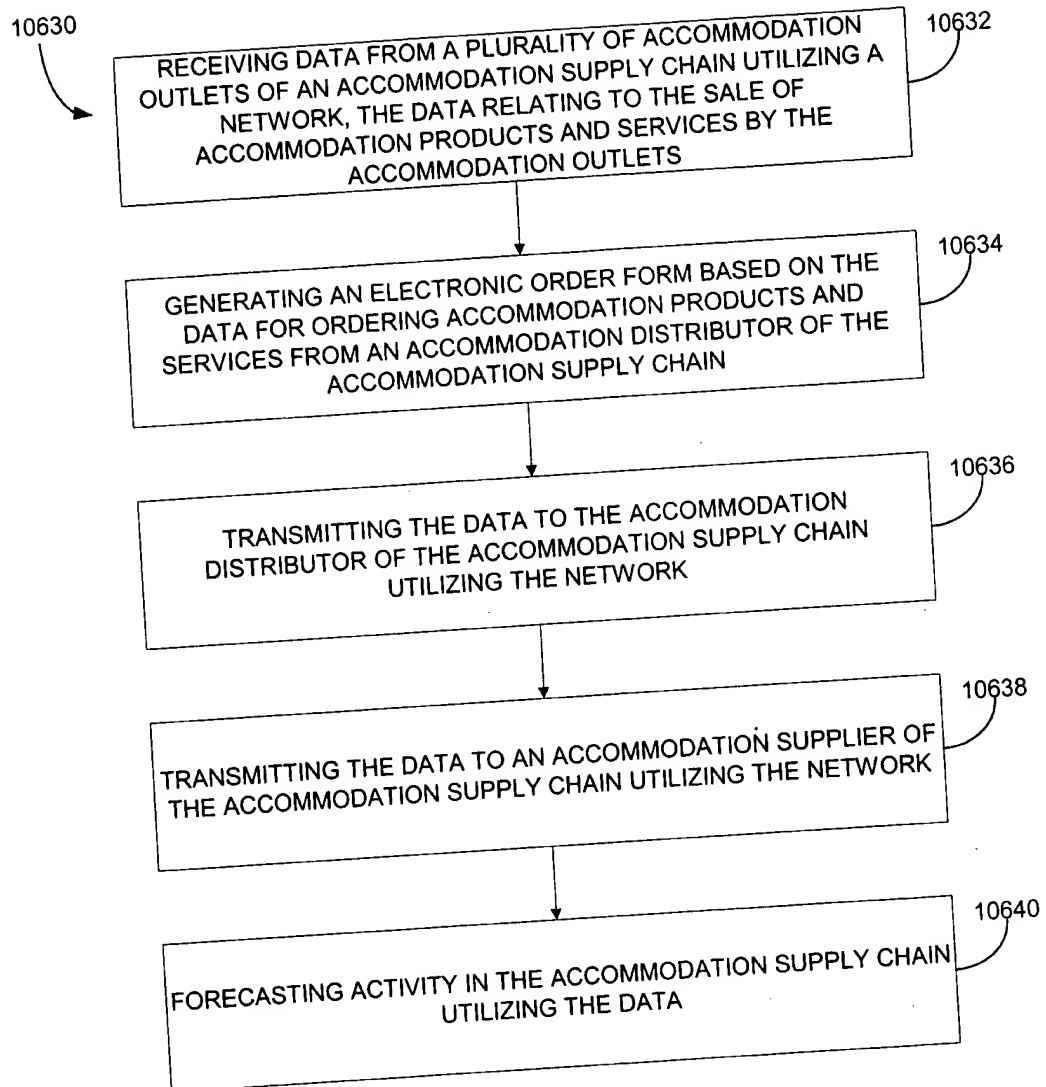 10630
10632
RECEIVING DATA FROM A PLURALITY OF ACCOMMODATION
OUTLETS OF AN ACCOMMODATION SUPPLY CHAIN UTILIZING A
NETWORK, THE DATA RELATING TO THE SALE OF
ACCOMMODATION PRODUCTS AND SERVICES BY THE
ACCOMMODATION OUTLETS
10634
GENERATING AN ELECTRONIC ORDER FORM BASED ON THE
DATA FOR ORDERING ACCOMMODATION PRODUCTS AND
SERVICES FROM AN ACCOMMODATION DISTRIBUTOR OF THE
ACCOMMODATION SUPPLY CHAIN
10636
TRANSMITTING THE DATA TO THE ACCOMMODATION
DISTRIBUTOR OF THE ACCOMMODATION SUPPLY CHAIN
UTILIZING THE NETWORK
10638
TRANSMITTING THE DATA TO AN ACCOMMODATION SUPPLIER OF
THE ACCOMMODATION SUPPLY CHAIN UTILIZING THE NETWORK
10640
FORECASTING ACTIVITY IN THE ACCOMMODATION SUPPLY CHAIN
UTILIZING THE DATA